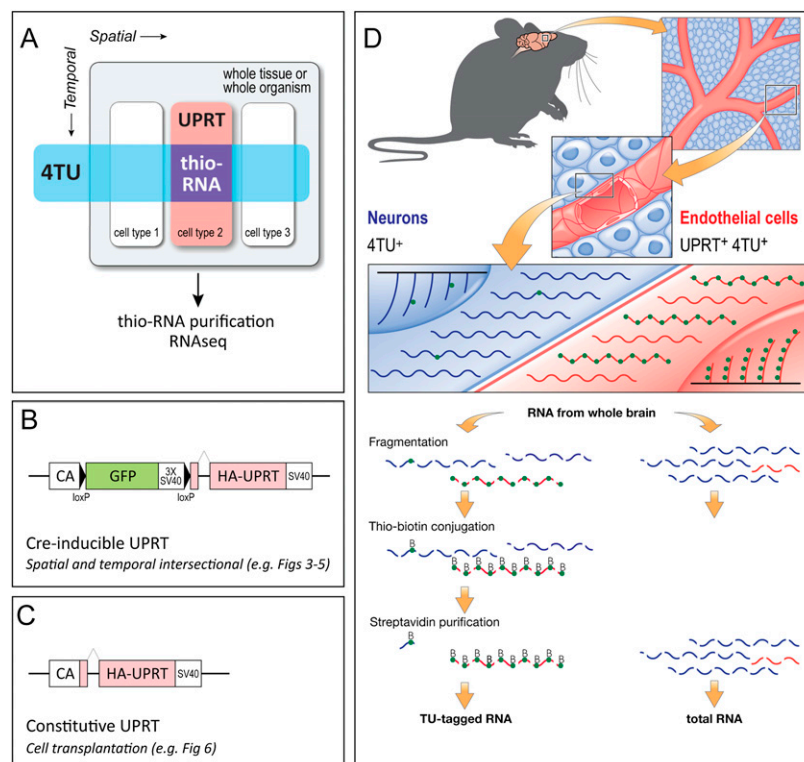 A
Spatial
Temporal
whole tissue or
whole organism
UPRT
4TU
thio-
RNA
cell type 1
cell type 2
cell type 3
thio-RNA purification
RNAseq
B
CA
GFP
3X
SV40
HA-UPRT
SV40
loxP
loxP
Cre-inducible UPRT
Spatial and temporal intersectional (e.g. Figs 3-5)
C
CA
HA-UPRT
SV40
Constitutive UPRT
Cell transplantation (e.g. Fig 6)
D
Neurons
4TU+
Endothelial cells
UPRT+ 4TU+
RNA from whole brain
Fragmentation
Thio-biotin conjugation
B
B B B B B B B B
Streptavidin purification
B
B B B B B B B B
TU-tagged RNA
total RNA